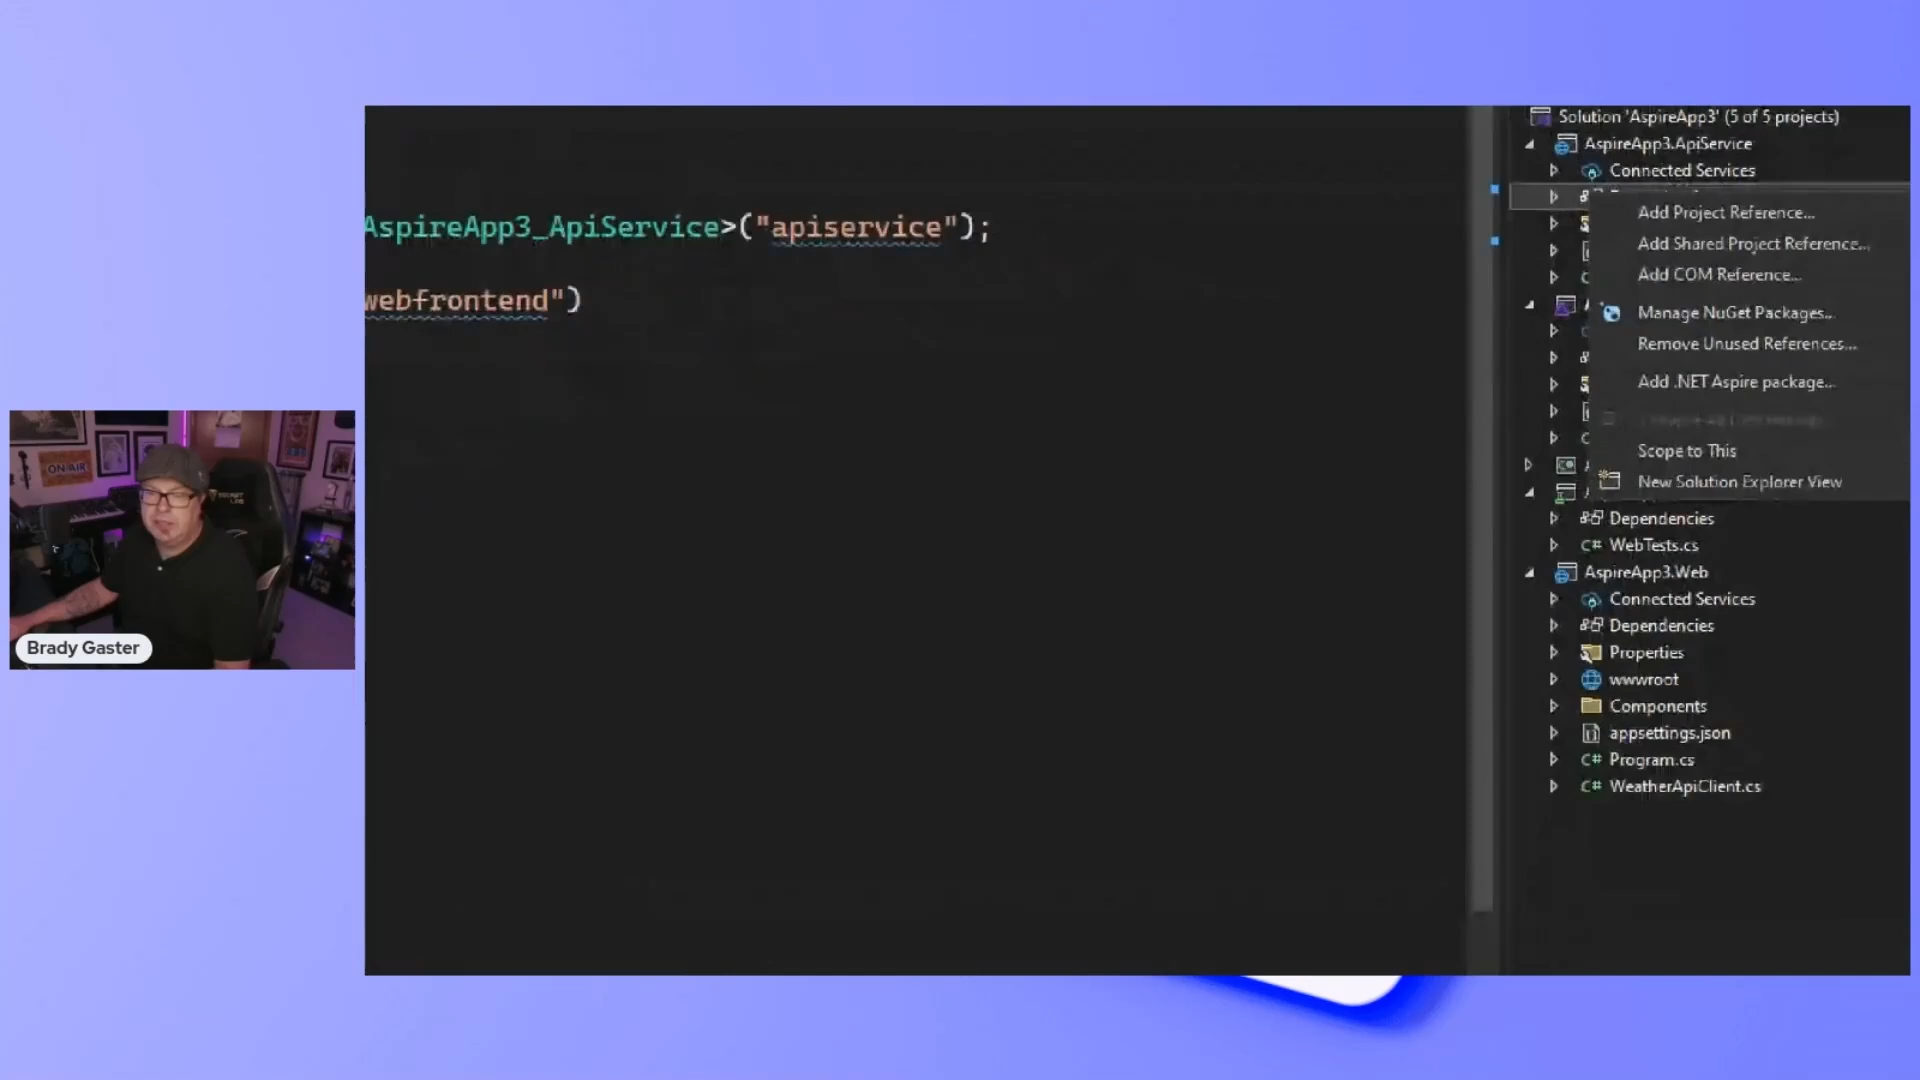 Solution 'AspireApp3' (5 of 5 projects)
AspireApp3.ApiService
Connected Services
Add Project Reference...
Add Shared Project Reference...
Add COM Reference...
Manage NuGet Packages...
Remove Unused References...
Add .NET Aspire package...
Scope to This
New Solution Explorer View
Dependencies
C# WebTests.cs
AspireApp3.Web
Connected Services
Dependencies
Properties
wwwroot
Components
appsettings.json
C# Program.cs
C# WeatherApiClient.cs
AspireApp3_ApiService>("apiservice");
webfrontend")
ON AIR
Brady Gaster